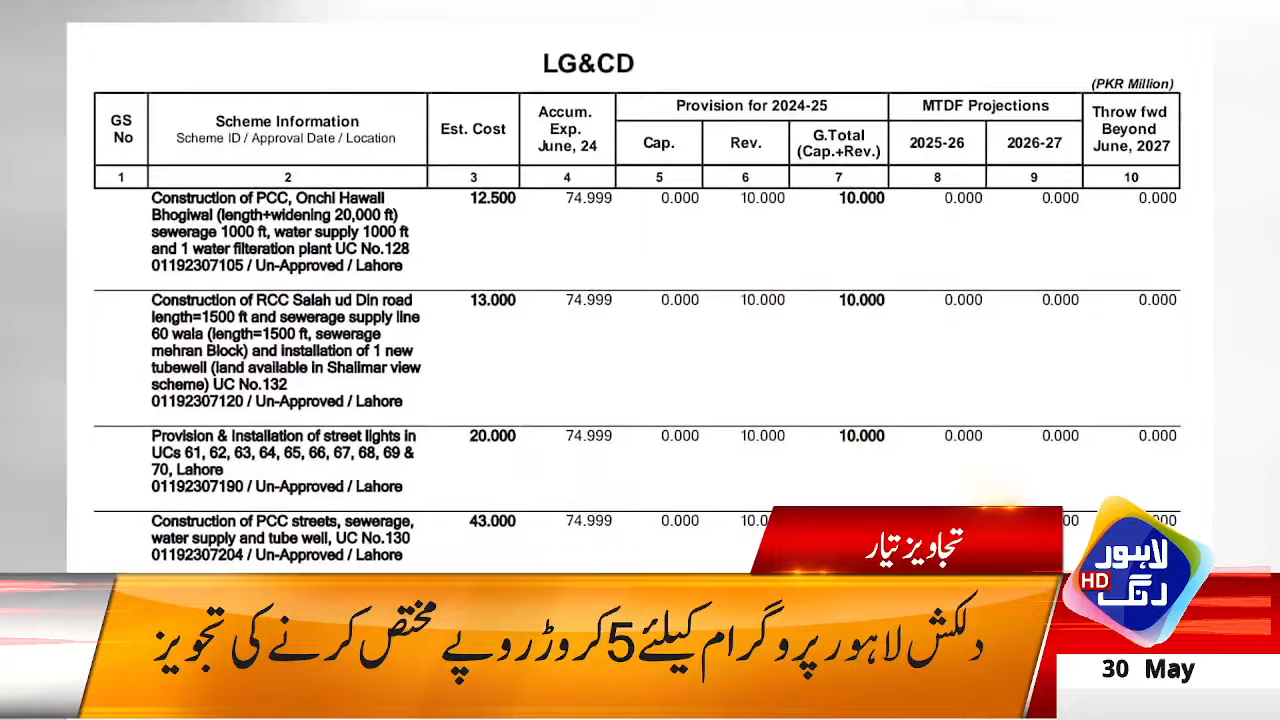 LG&CD
(PKR Million)
GS No
Scheme Information
Scheme ID / Approval Date / Location
Est. Cost
Accum. Exp. June, 24
Provision for 2024-25
Cap.
Rev.
G.Total (Cap.+Rev.)
MTDF Projections
2025-26
2026-27
Throw fwd Beyond June, 2027
1 2 3 4 5 6 7 8 9 10
Construction of PCC, Onchi Hawali 12.500 74.999 0.000 10.000 10.000 0.000 0.000 0.000
Bhogiwal (length+widening 20,000 ft)
sewerage 1000 ft, water supply 1000 ft
and 1 water filteration plant UC No.128
01192307105 / Un-Approved / Lahore
Construction of RCC Salah ud Din road 13.000 74.999 0.000 10.000 10.000 0.000 0.000 0.000
length=1500 ft and sewerage supply line
60 wala (length=1500 ft, sewerage
mehran Block) and installation of 1 new
tubewell (land available in Shalimar view
scheme) UC No.132
01192307120 / Un-Approved / Lahore
Provision & Installation of street lights in 20.000 74.999 0.000 10.000 10.000 0.000 0.000 0.000
UCs 61, 62, 63, 64, 65, 66, 67, 68, 69 &
70, Lahore
01192307190 / Un-Approved / Lahore
Construction of PCC streets, sewerage, 43.000 74.999 0.000 0.000
water supply and tube well, UC No.130
01192307204 / Un-Approved / Lahore
تجاویز تیار
دلکش لاہور پروگرام کیلئے 5 کروڑ روپے مختص کرنے کی تجویز
لاہور
رنگ
HD
30 May